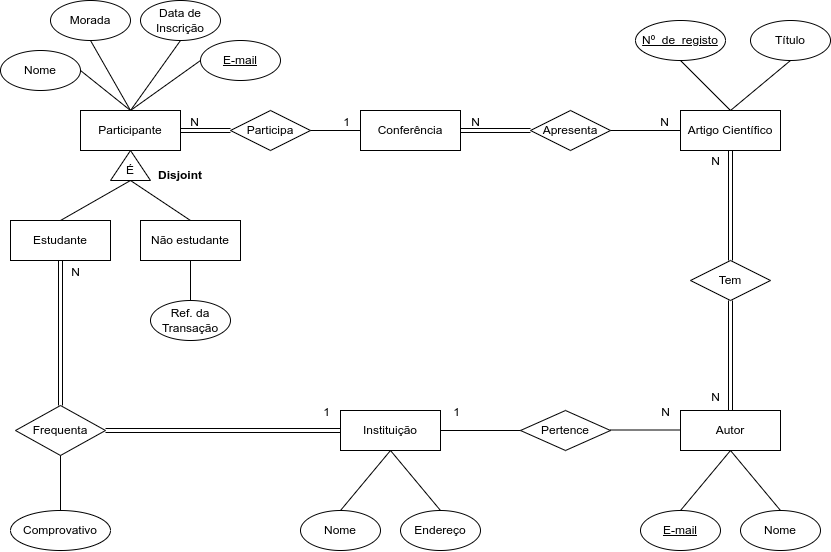 Morada
Data de
Inscrição
Nome
E-mail
Nº de registo
Título
Participante
N
Participa
1
Conferência
N
Apresenta
N
Artigo Científico
É
Disjoint
N
Estudante
Não estudante
N
Ref. da
Transação
Tem
N
Frequenta
1
Instituição
1
Pertence
N
Autor
Comprovativo
Nome
Endereço
E-mail
Nome